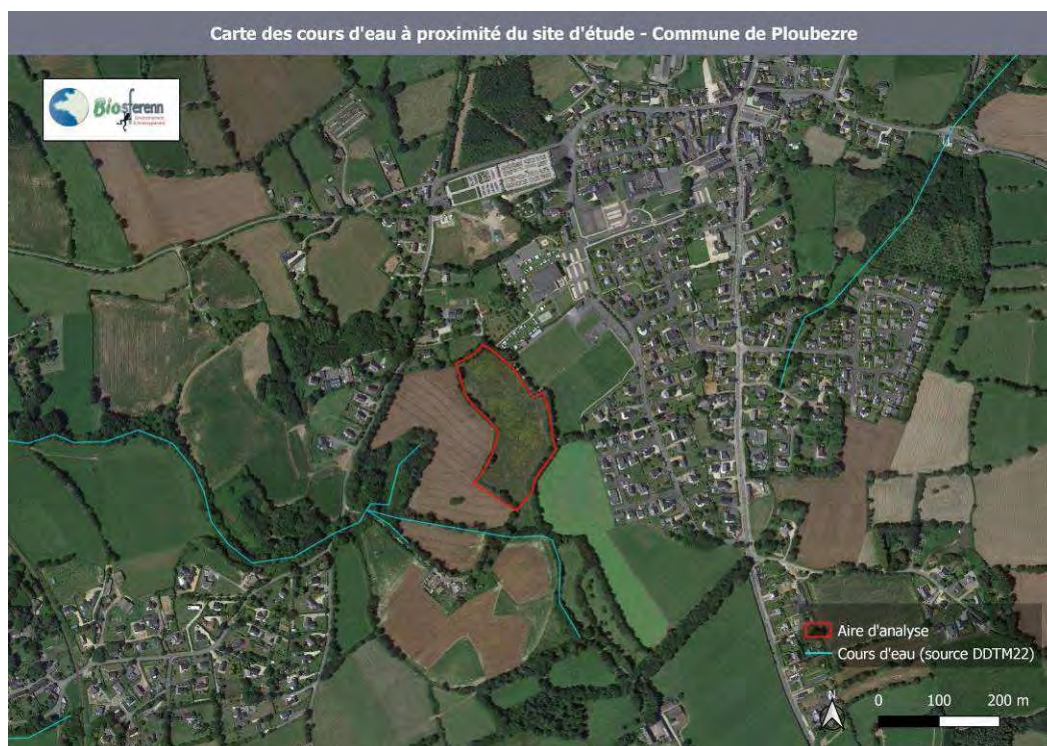 Carte des cours d'eau à proximité du site d'étude - Commune de Ploubezre
Biosferenn
Aire d'analyse
Cours d'eau (source DDTM22)
N
0 100 200 m